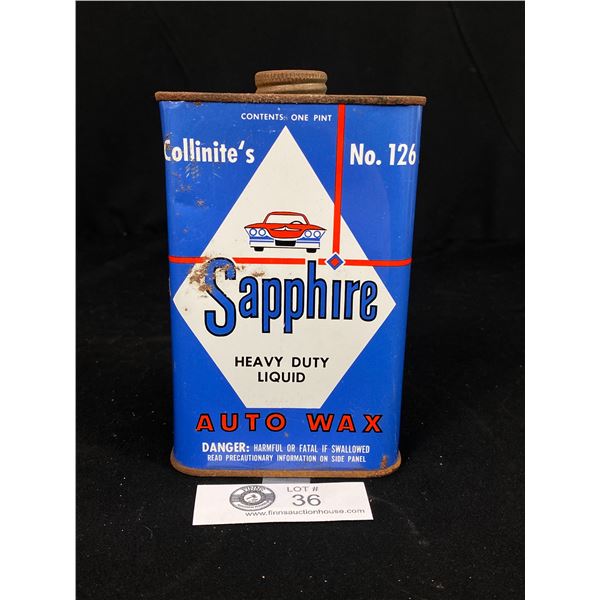 CONTENTS: ONE PINT
Collinite's No. 126
Sapphire
HEAVY DUTY
LIQUID
AUTO WAX
DANGER: HARMFUL OR FATAL IF SWALLOWED
READ PRECAUTIONARY INFORMATION ON SIDE PANEL
LOT #
36
www.finnsauctionhouse.com